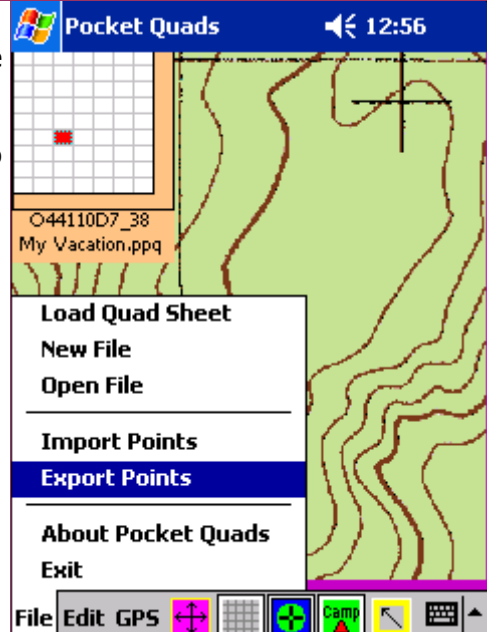 Pocket Quads 12:56
O44110D7_38
My Vacation.ppq
Load Quad Sheet
New File
Open File
Import Points
Export Points
About Pocket Quads
Exit
File Edit GPS Camp